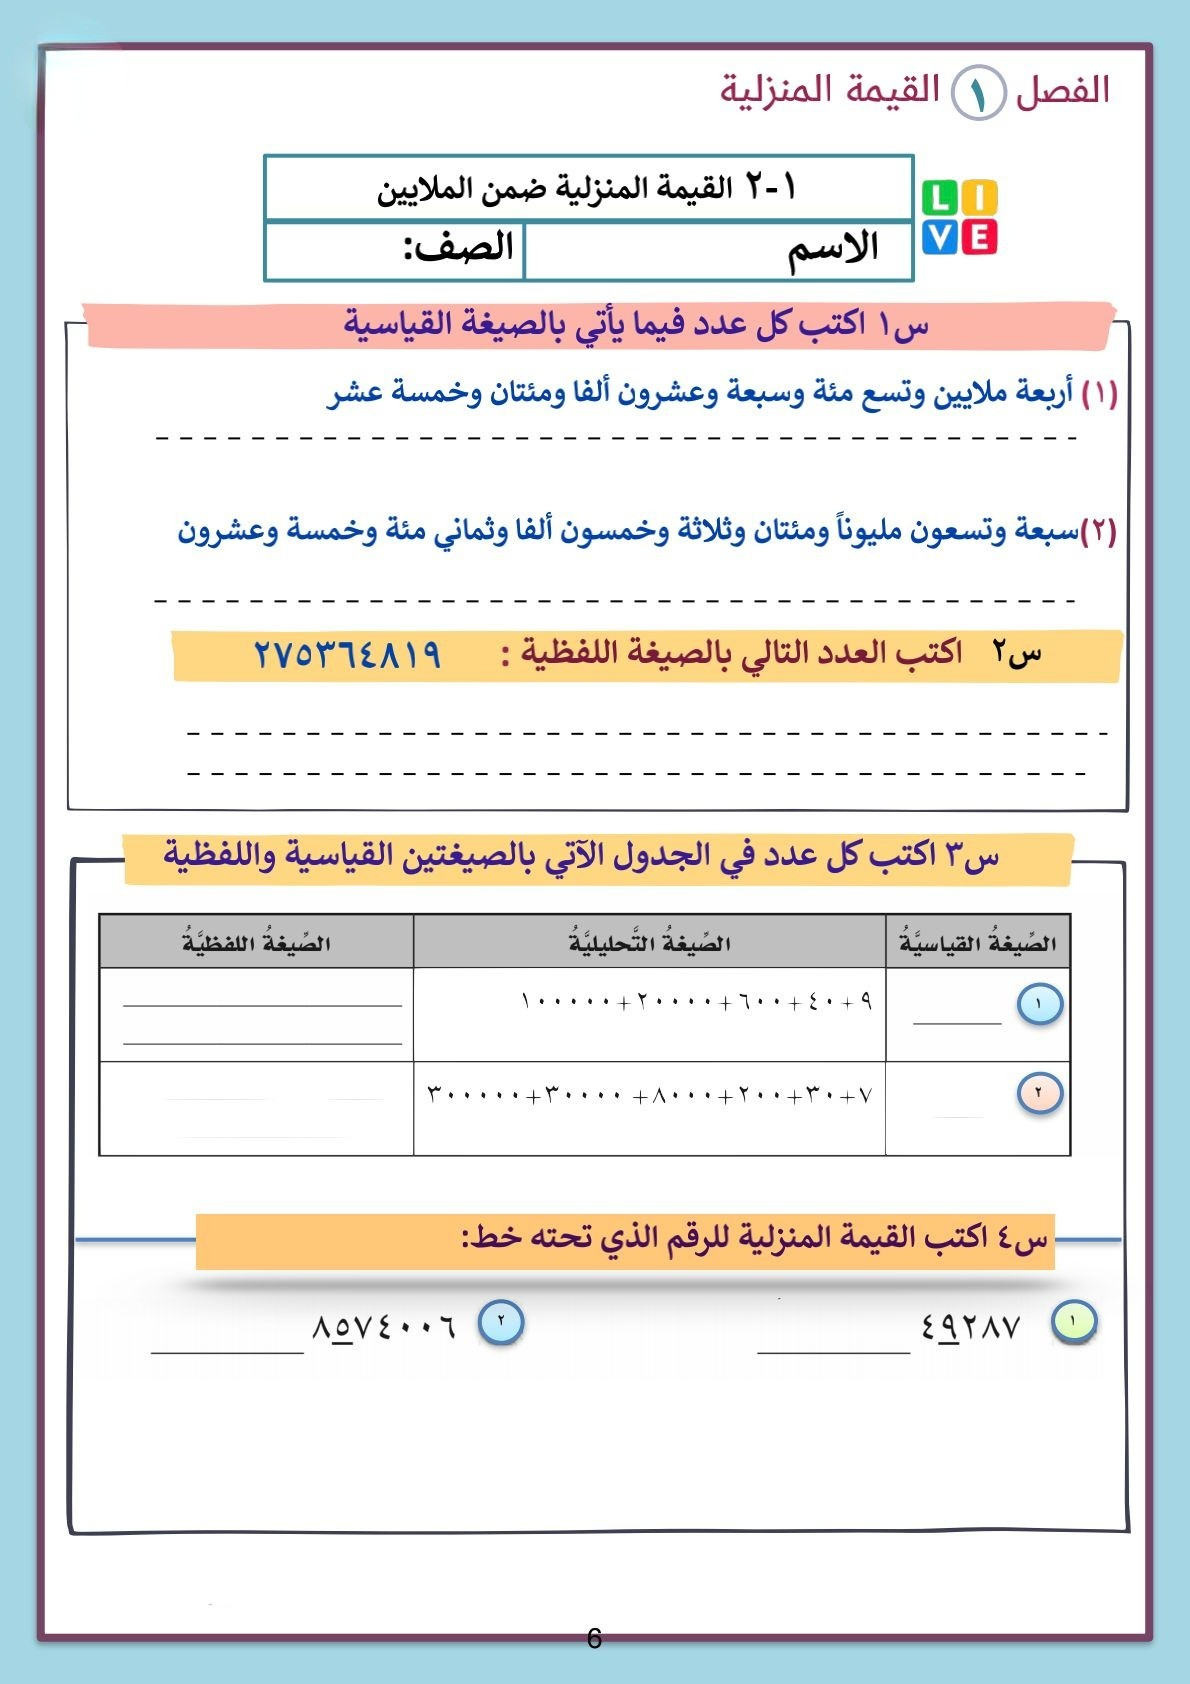 الفصل ١ القيمة المنزلية
١-٢ القيمة المنزلية ضمن الملايين
LIVE
الاسم الصف:
س١ اكتب كل عدد فيما يأتي بالصيغة القياسية
(١) أربعة ملايين وتسع مئة وسبعة وعشرون ألفا ومئتان وخمسة عشر
(٢)سبعة وتسعون مليوناً ومئتان وثلاثة وخمسون ألفا وثماني مئة وخمسة وعشرون
س٢ اكتب العدد التالي بالصيغة اللفظية : ٢٧٥٣٦٤٨١٩
س٣ اكتب كل عدد في الجدول الآتي بالصيغتين القياسية واللفظية
الصِّيغةُ القياسيَّةُ الصِّيغةُ التَّحليليَّةُ الصِّيغةُ اللفظيَّةُ
١ ٩+٤٠+٦٠٠+٢٠٠٠٠+١٠٠٠٠٠
٢ ٧+٣٠+٢٠٠+٨٠٠٠+ ٣٠٠٠٠+٣٠٠٠٠٠
س٤ اكتب القيمة المنزلية للرقم الذي تحته خط:
١ ٤٩٢٨٧ ٢ ٨٥٧٤٠٠٦
6